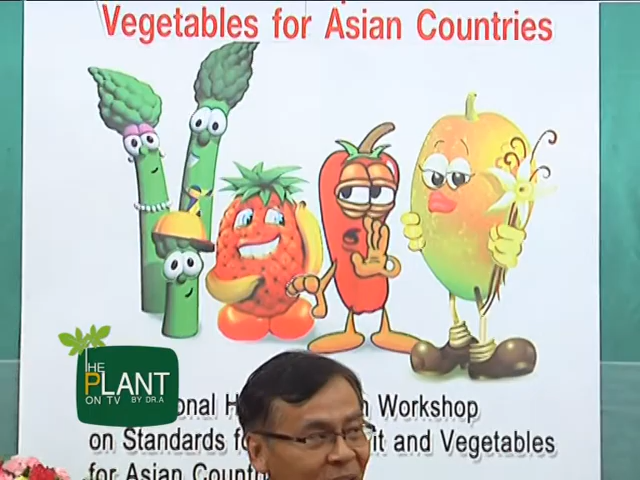 Vegetables for Asian Countries
THE
PLANT
ON TV BY DR.A
onal H Workshop
on Standards f it and Vegetables
for Asian Countr